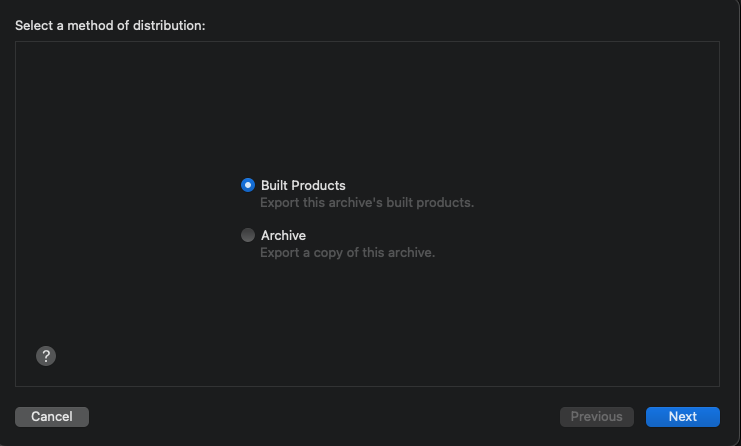 Select a method of distribution:
Built Products
Export this archive's built products.
Archive
Export a copy of this archive.
?
Cancel
Previous
Next